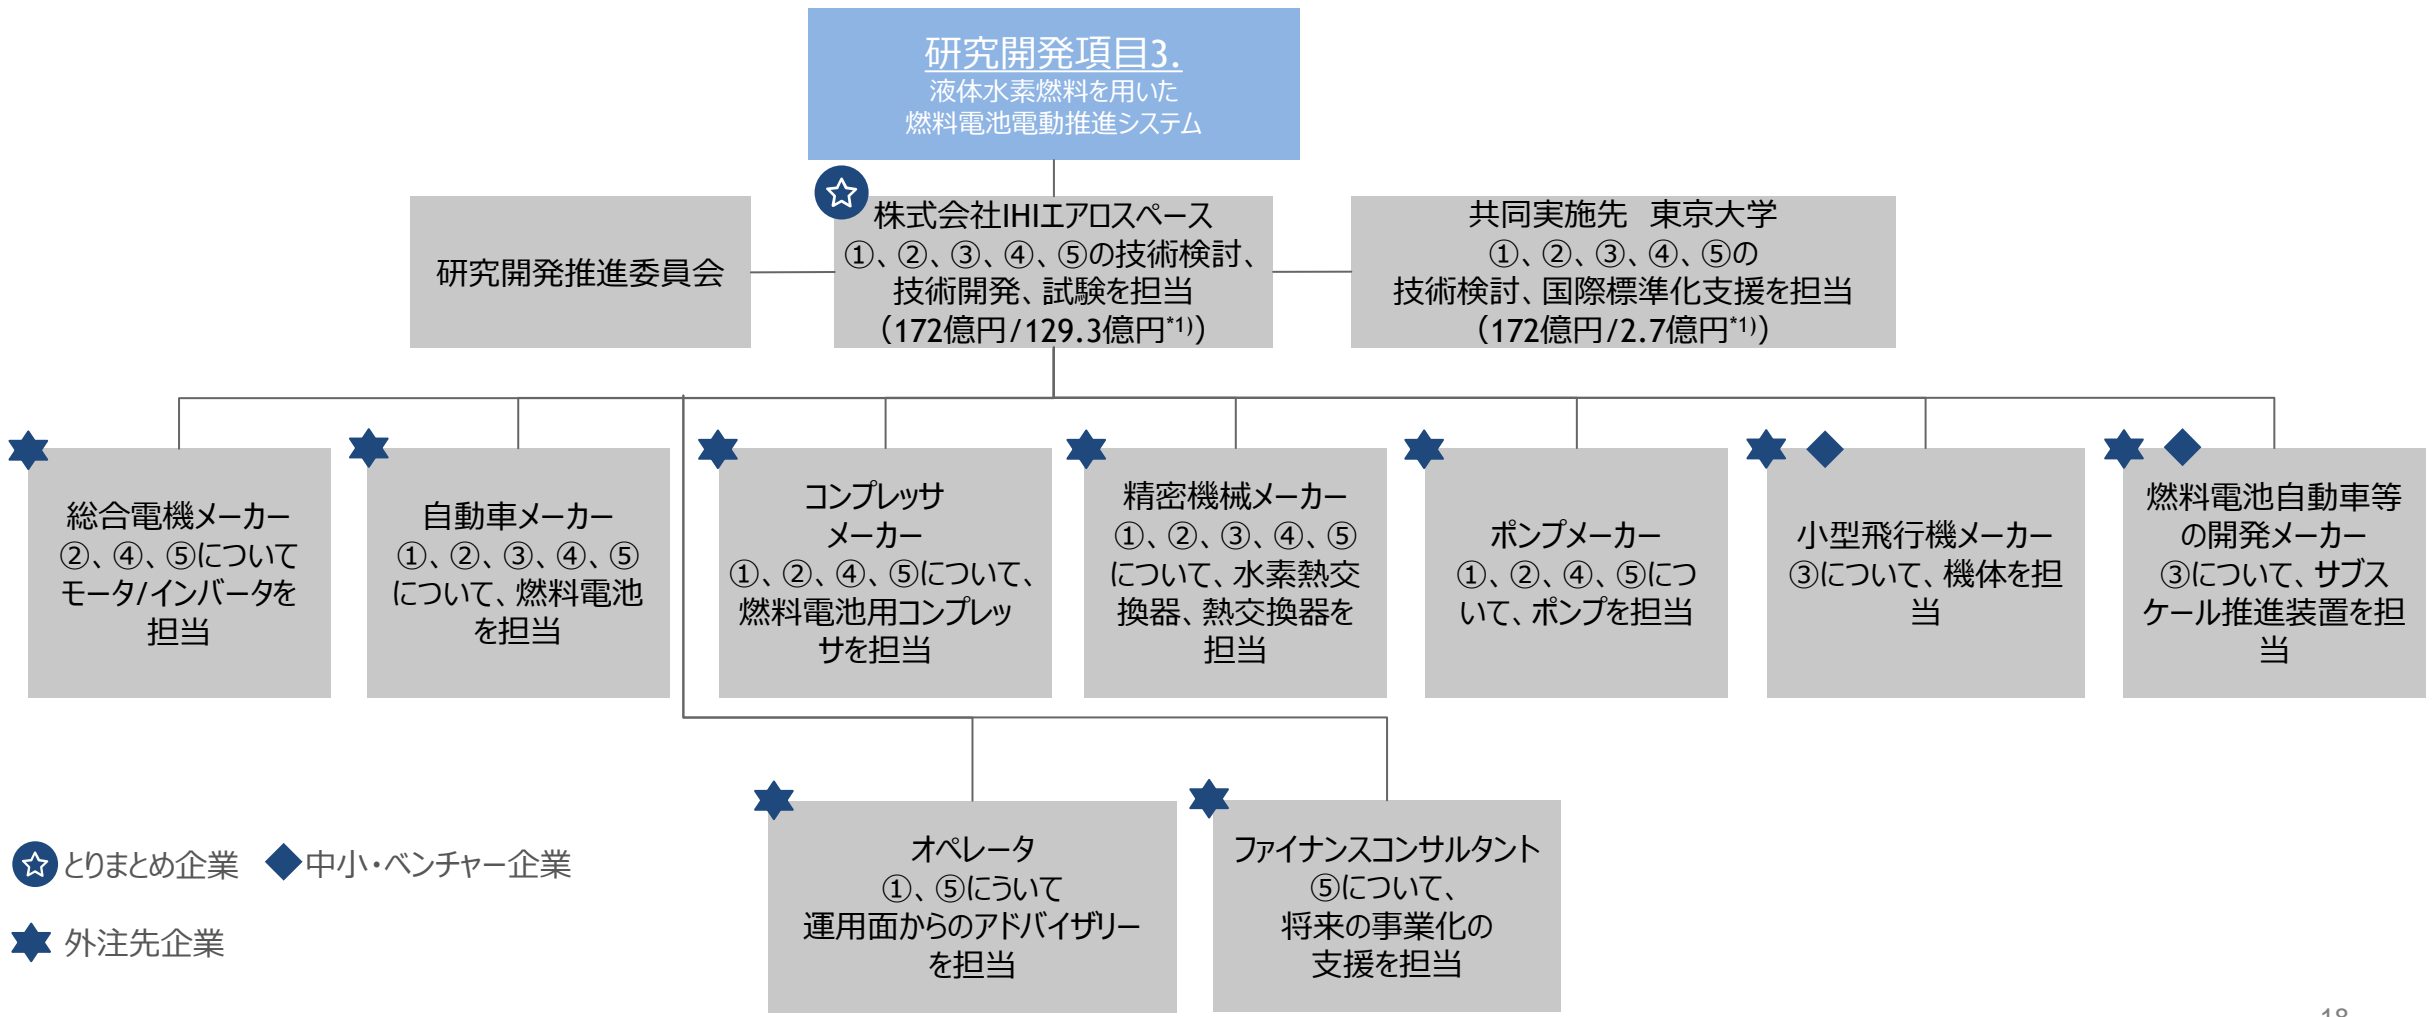 研究開発項目3.
液体水素燃料を用いた
燃料電池電動推進システム
研究開発推進委員会
株式会社IHIエアロスペース
①、②、③、④、⑤の技術検討、
技術開発、試験を担当
（172億円/129.3億円*1)）
共同実施先　東京大学
①、②、③、④、⑤の
技術検討、国際標準化支援を担当
（172億円/2.7億円*1)）
総合電機メーカー
②、④、⑤について
モータ/インバータを
担当
自動車メーカー
①、②、③、④、⑤
について、燃料電池
を担当
コンプレッサ
メーカー
①、②、④、⑤について、
燃料電池用コンプレッ
サを担当
精密機械メーカー
①、②、③、④、⑤
について、水素熱交
換器、熱交換器を
担当
ポンプメーカー
①、②、④、⑤につ
いて、ポンプを担当
小型飛行機メーカー
③について、機体を担
当
燃料電池自動車等
の開発メーカー
③について、サブス
ケール推進装置を担
当
オペレータ
①、⑤にういて
運用面からのアドバイザリー
を担当
ファイナンスコンサルタント
⑤について、
将来の事業化の
支援を担当
とりまとめ企業
中小・ベンチャー企業
外注先企業
18